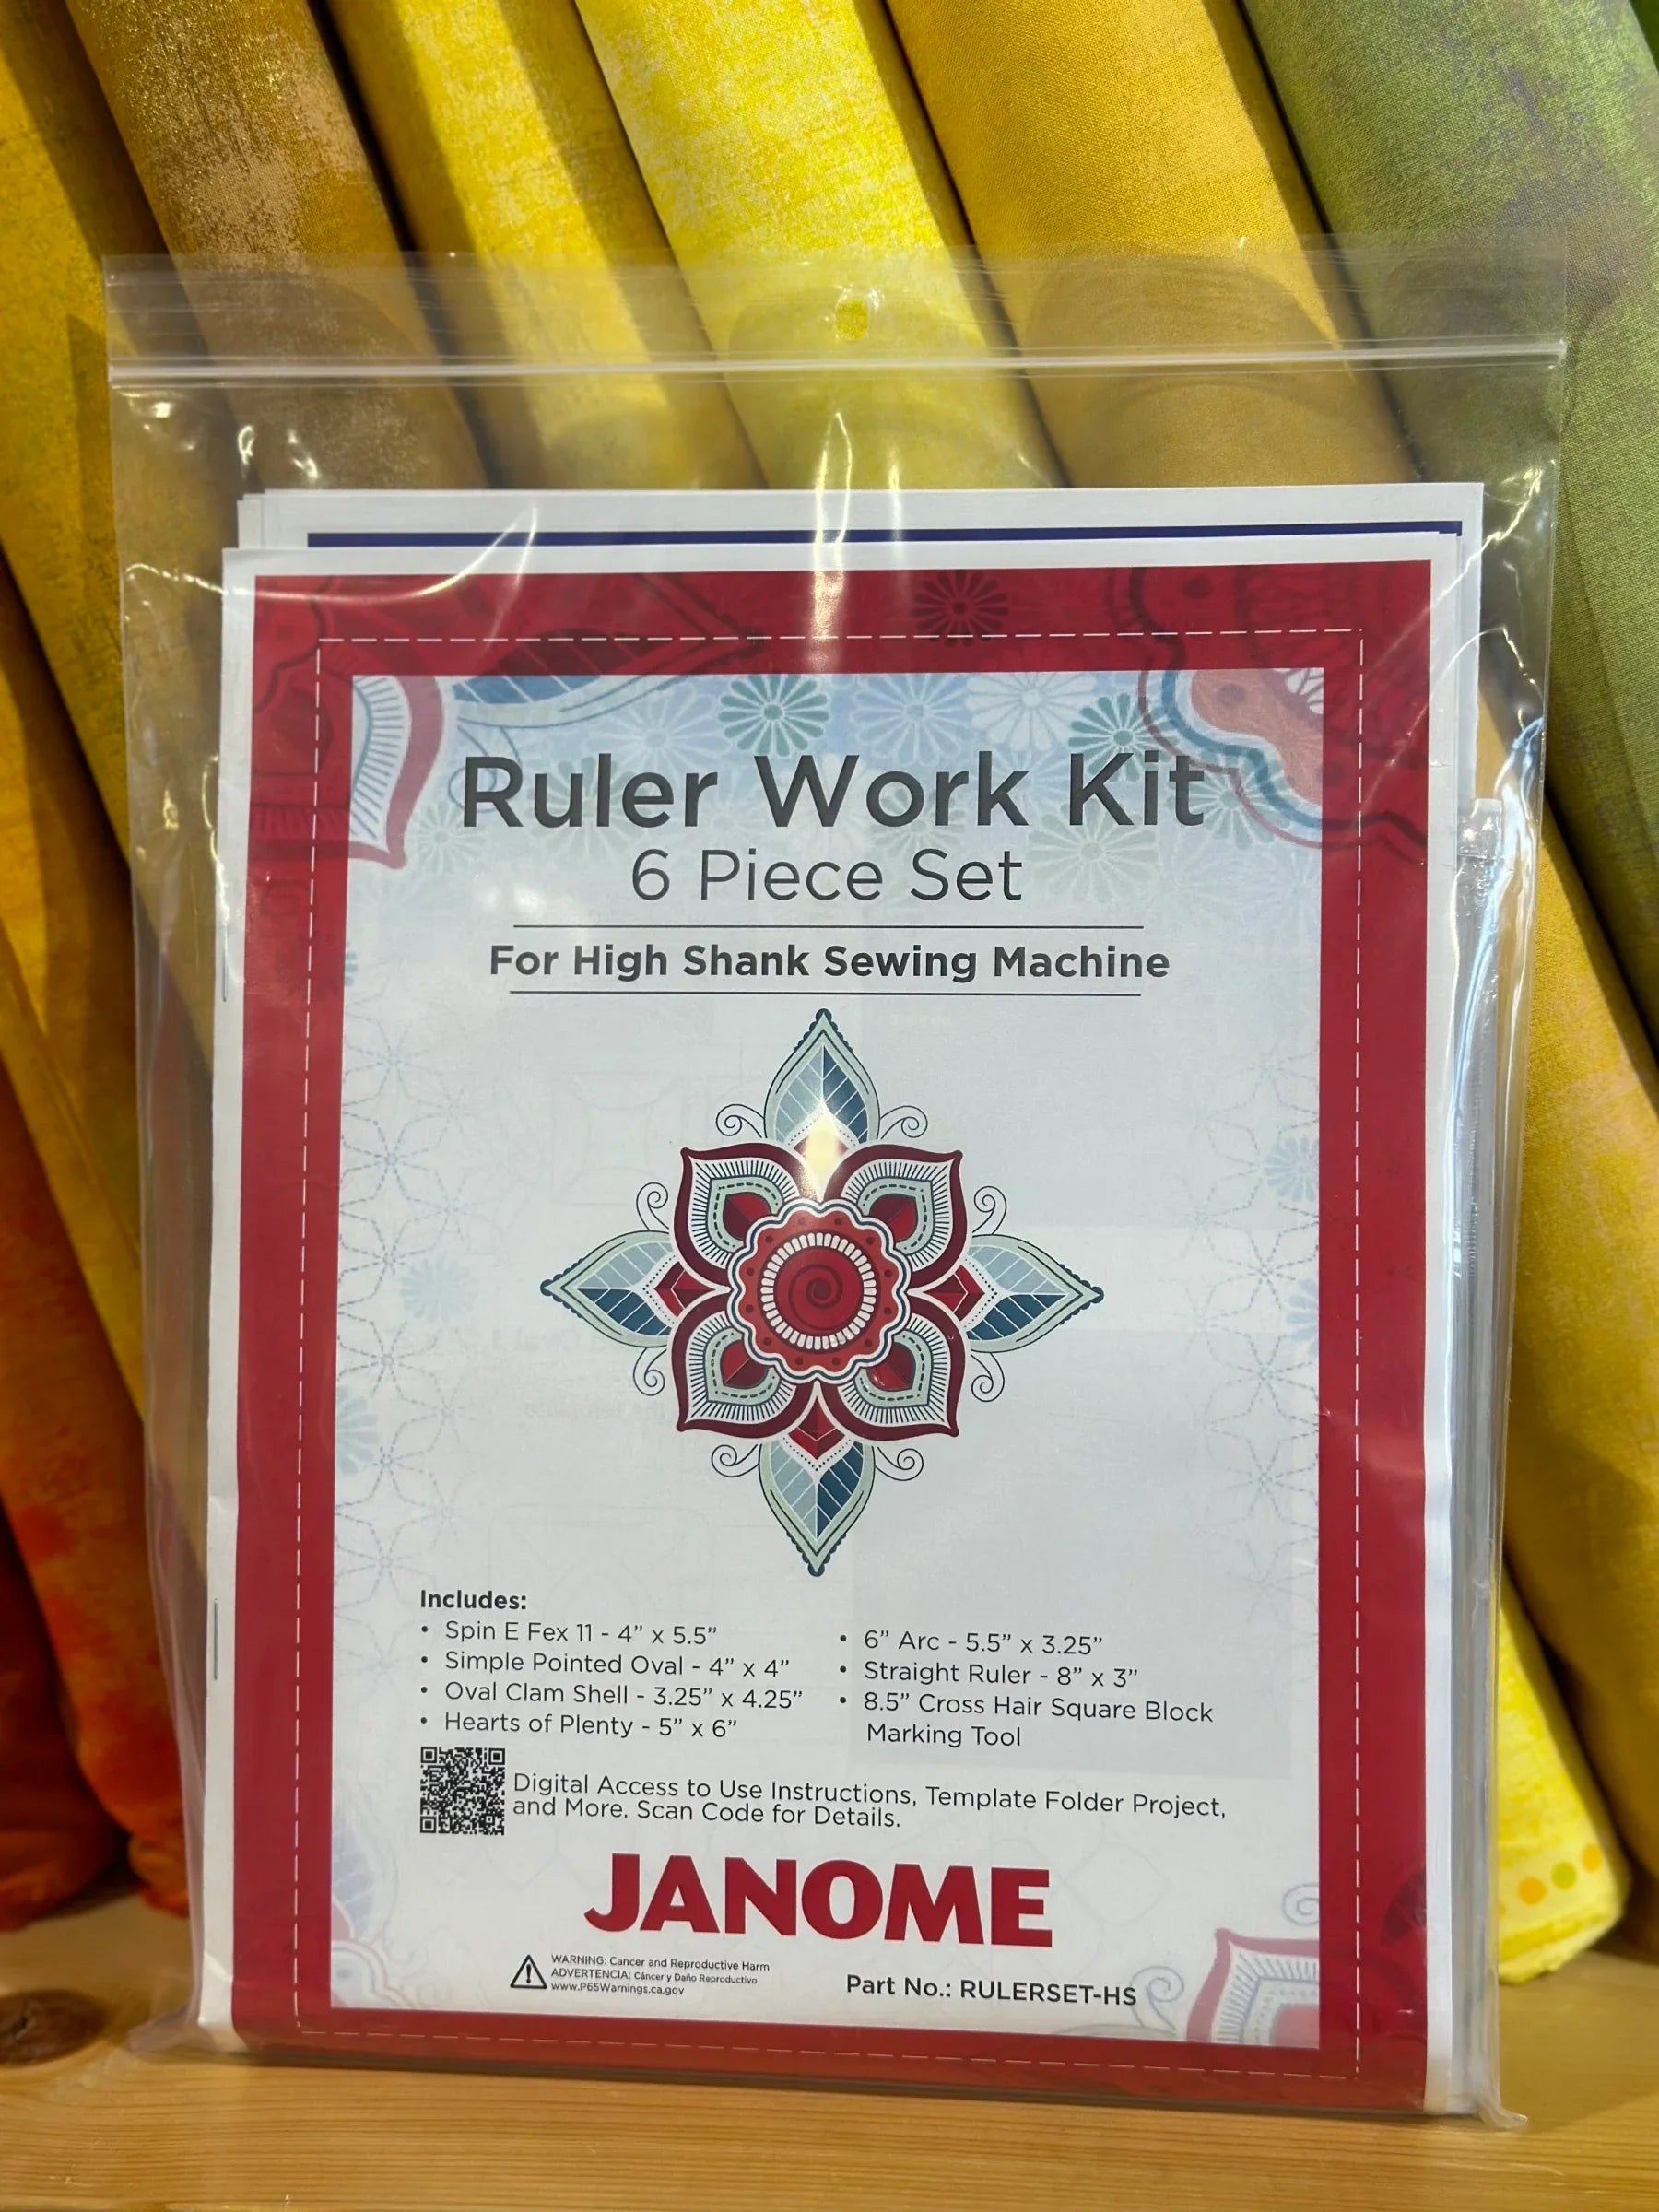 Ruler Work Kit
6 Piece Set
For High Shank Sewing Machine
Includes:
• Spin E Fex 11 - 4” x 5.5”
• Simple Pointed Oval - 4” x 4”
• Oval Clam Shell - 3.25” x 4.25”
• Hearts of Plenty - 5” x 6”
• 6” Arc - 5.5” x 3.25”
• Straight Ruler - 8” x 3”
• 8.5” Cross Hair Square Block
Marking Tool
Digital Access to Use Instructions, Template Folder Project,
and More. Scan Code for Details.
JANOME
WARNING: Cancer and Reproductive Harm
ADVERTENCIA: Cáncer y Daño Reproductivo
www.P65Warnings.ca.gov
Part No.: RULERSET-HS